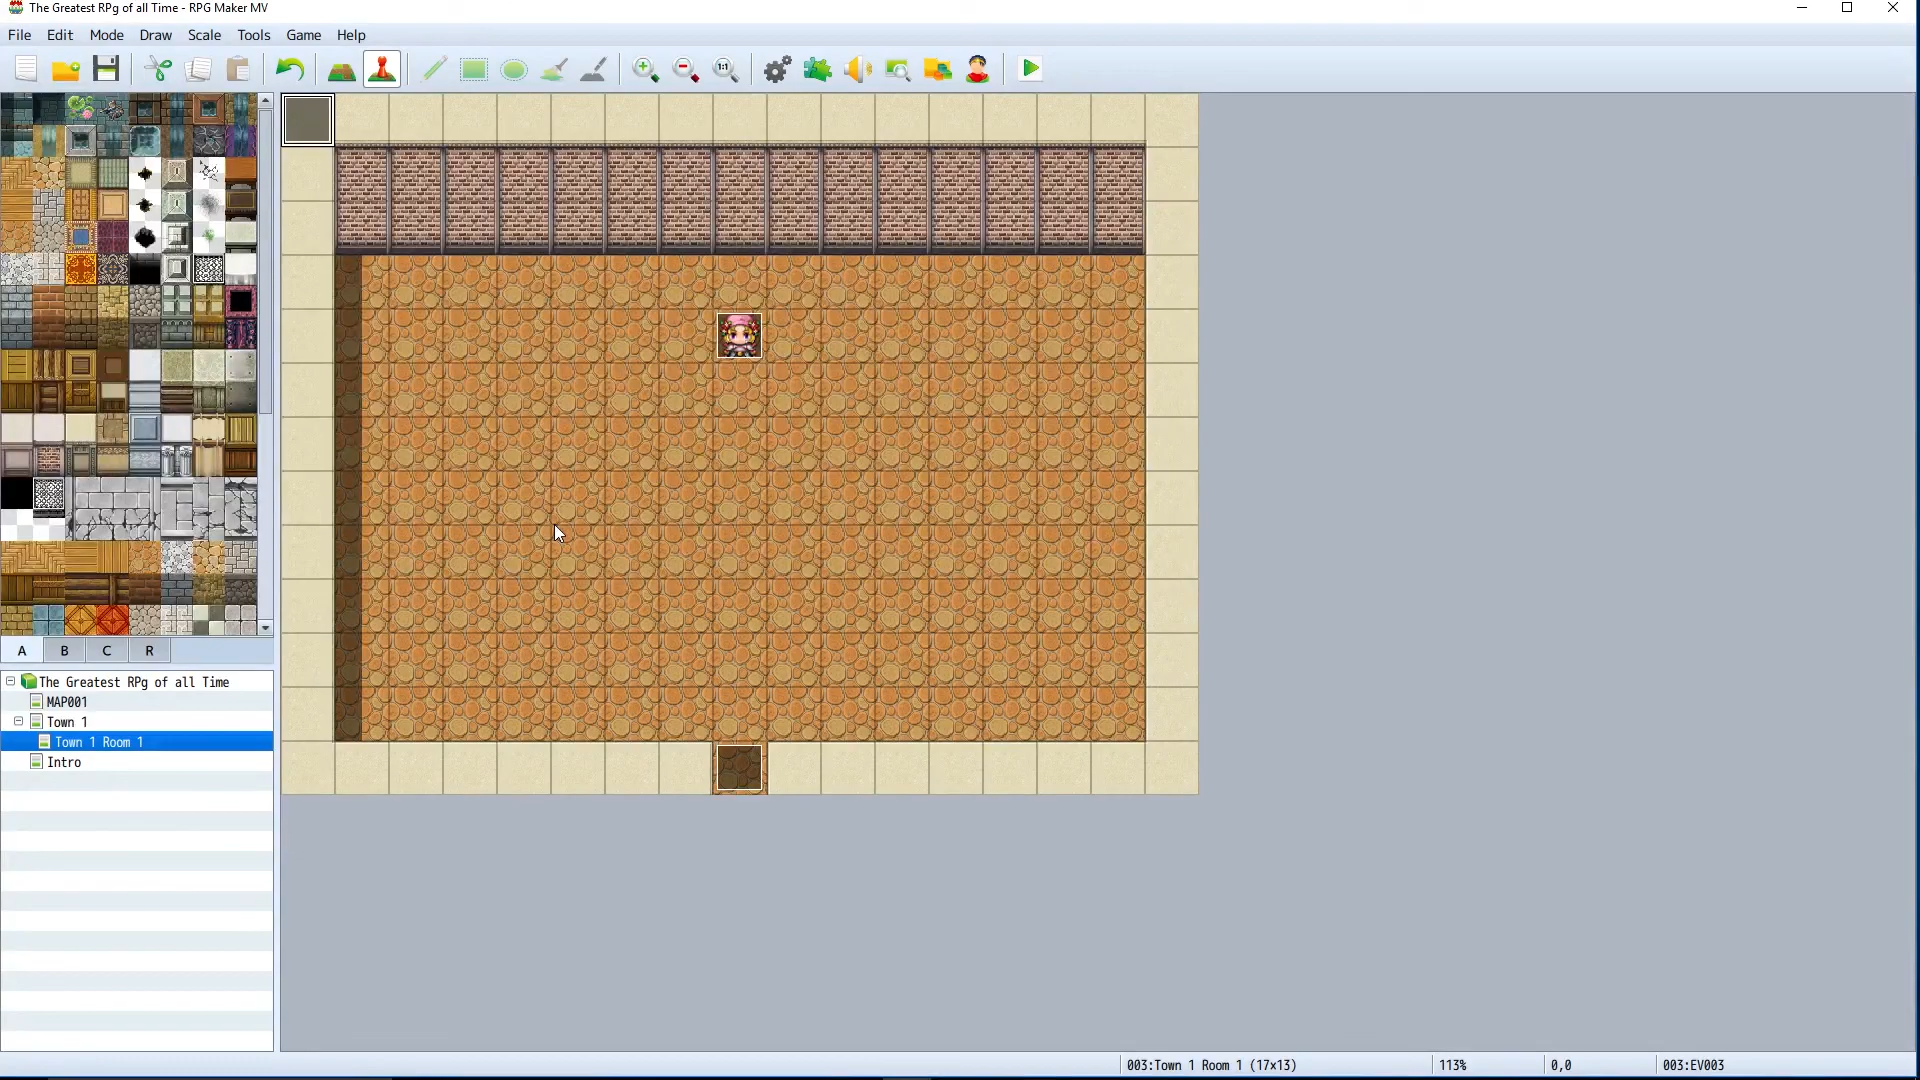 The Greatest RPg of all Time - RPG Maker MV
File Edit Mode Draw Scale Tools Game Help
1:1
A B C R
The Greatest RPg of all Time
MAP001
Town 1
Town 1 Room 1
Intro
003:Town 1 Room 1 (17x13) 113% 0,0 003:EV003